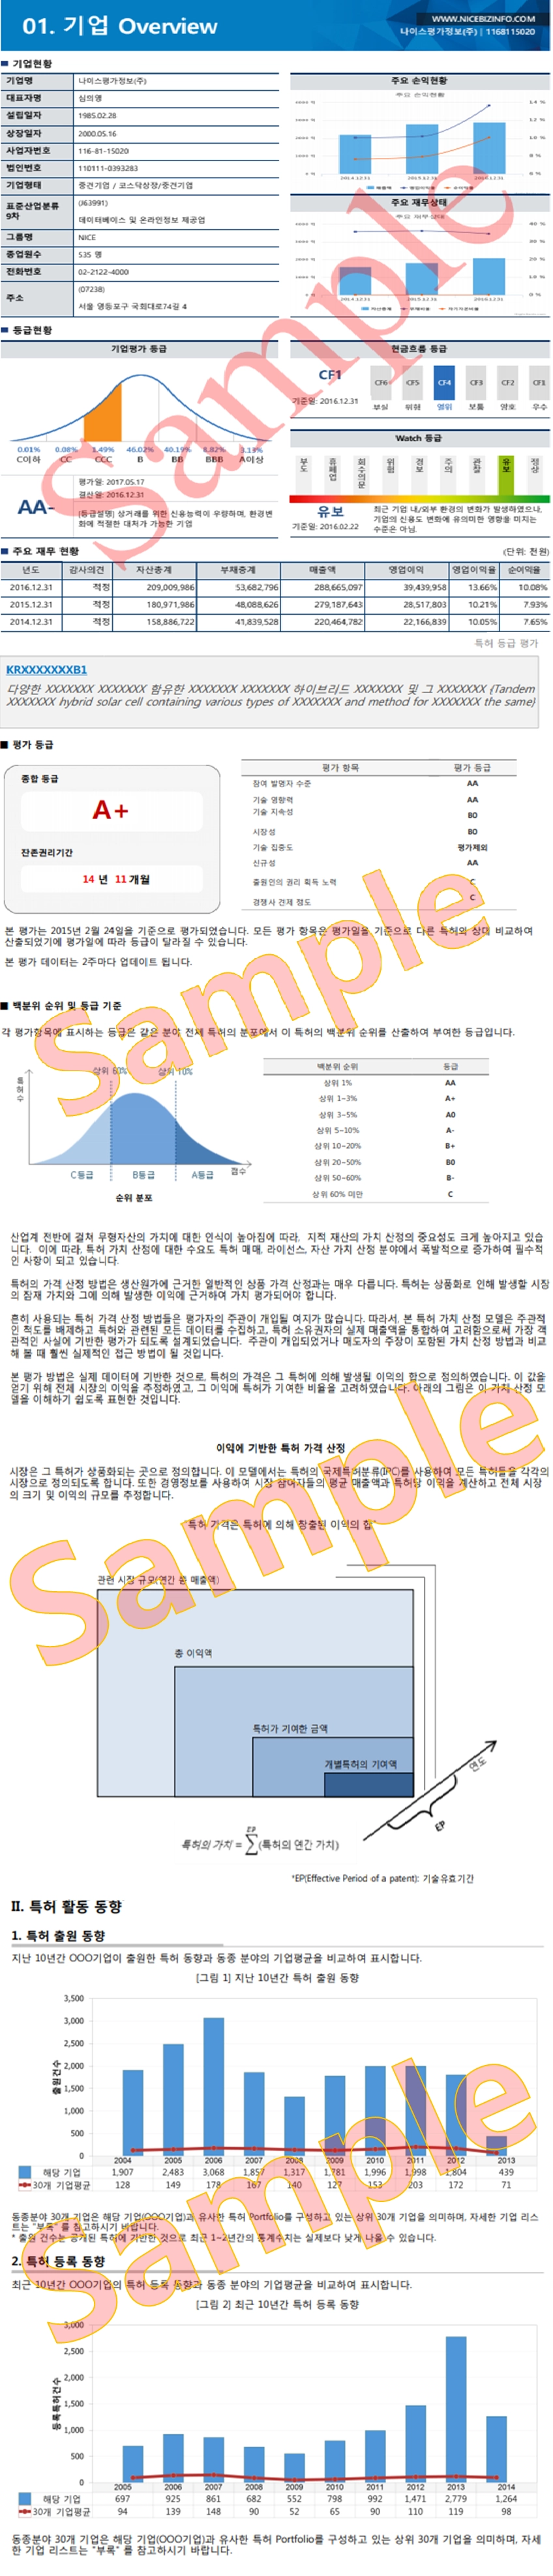 01. 기업 Overview
WWW.NICEBIZINFO.COM
나이스평가정보(주) | 1168115020
기업현황
기업명 나이스평가정보(주)
대표자명 심의영
설립일자 1985.02.28
상장일자 2000.05.16
사업자번호 116-81-15020
법인번호 110111-0393283
기업형태 중견기업 / 코스닥상장/중견기업
표준산업분류 9차 (J63991)
데이터베이스 및 온라인정보 제공업
그룹명 NICE
종업원수 535 명
전화번호 02-2122-4000
주소 (07238)
서울 영등포구 국회대로74길 4
주요 손익현황
주요 손익현황
14 %
12 %
10 %
8 %
6 %
2014.12.31 2015.12.31 2016.12.31
주요 재무상태
주요 재무상태
40 %
20 %
10 %
0 %
2014.12.31 2015.12.31 2016.12.31
등급현황
기업평가 등급
0.01% 0.08% 3.49% 46.02% 40.19% 8.82% 3.19%
C이하 CC CCC B BB BBB A이상
AA-
평가일: 2017.05.17
결산일: 2016.12.31
[등급설명] 상거래를 위한 신용능력이 우량하며, 환경변
화에 적절한 대처가 가능한 기업
현금흐름 등급
CF1
기준일: 2016.12.31
CF6 CF5 CF4 CF3 CF2 CF1
부실 위험 열위 보통 양호 우수
Watch 등급
부도 휴폐업 회수의문 위험 경보 주의 관찰 유보 정상
유보
기준일: 2016.02.22
최근 기업 내/외부 환경의 변화가 발생하였으나,
기업의 신용도 변화에 유의미한 영향을 미치는
수준은 아님.
주요 재무 현황
(단위: 천원)
년도 감사의견 자산총계 부채총계 매출액 영업이익 영업이익율 순이익율
2016.12.31 적정 209,009,986 53,682,796 288,665,097 39,439,958 13.66% 10.08%
2015.12.31 적정 180,971,986 48,088,626 279,187,643 28,517,803 10.21% 7.93%
2014.12.31 적정 158,886,722 41,839,528 220,464,782 22,166,839 10.05% 7.65%
특허 등급 평가
KRXXXXXXXB1
다양한 XXXXXXX XXXXXXX 함유한 XXXXXXX XXXXXXX 하이브리드 XXXXXXX 및 그 XXXXXXX {Tandem
XXXXXXX hybrid solar cell containing various types of XXXXXXX and method for XXXXXXX the same}
평가 등급
종합 등급
A+
잔존권리기간
14 년 11 개월
평가 항목 평가 등급
참여 발명자 수준 AA
기술 영향력 AA
기술 지속성 B0
시장성 B0
기술 집중도 평가제외
신규성 AA
출원인의 권리 획득 노력 C
경쟁사 견제 정도 C
본 평가는 2015년 2월 24일을 기준으로 평가되었습니다. 모든 평가 항목은 평가일을 기준으로 다른 특허와 상대 비교하여
산출되었기에 평가일에 따라 등급이 달라질 수 있습니다.
본 평가 데이터는 2주마다 업데이트 됩니다.
백분위 순위 및 등급 기준
각 평가항목에 표시하는 등급은 같은 분야 전체 특허의 분포에서 이 특허의 백분위 순위를 산출하여 부여한 등급입니다.
특허수
상위 60% 상위 10%
C등급 B등급 A등급 점수
순위 분포
백분위 순위 등급
상위 1% AA
상위 1~3% A+
상위 3~5% A0
상위 5~10% A-
상위 10~20% B+
상위 20~50% B0
상위 50~60% B-
상위 60% 미만 C
산업계 전반에 걸쳐 무형자산의 가치에 대한 인식이 높아짐에 따라, 지적 재산의 가치 산정의 중요성도 크게 높아지고 있습
니다. 이에 따라, 특허 가치 산정에 대한 수요도 특허 매매, 라이선스, 자산 가치 산정 분야에서 폭발적으로 증가하여 필수적
인 사항이 되고 있습니다.
특허의 가격 산정 방법은 생산원가에 근거한 일반적인 상품 가격 산정과는 매우 다릅니다. 특허는 상품화로 인해 발생할 시장
의 잠재 가치와 그에 의해 발생한 이익에 근거하여 가치 평가되어야 합니다.
흔히 사용되는 특허 가격 산정 방법들은 평가자의 주관이 개입될 여지가 많습니다. 따라서, 본 특허 가치 산정 모델은 주관적
인 척도를 배제하고 특허와 관련된 모든 데이터를 수집하고, 특허 소유권자의 실제 매출액을 통합하여 고려함으로써 가장 객
관적인 사실에 기반한 평가가 되도록 설계되었습니다. 주관이 개입되었거나 매도자의 주장이 포함된 가치 산정 방법과 비교
해 볼 때 훨씬 실제적인 접근 방법이 될 것입니다.
본 평가 방법은 실제 데이터에 기반한 것으로, 특허의 가격은 그 특허에 의해 발생될 이익의 합으로 정의하였습니다. 이 값을
얻기 위해 전체 시장의 이익을 추정하였고, 그 이익에 특허가 기여한 비율을 고려하였습니다. 아래의 그림은 이 가치 산정 모
델을 이해하기 쉽도록 표현한 것입니다.
이익에 기반한 특허 가격 산정
시장은 그 특허가 상품화되는 곳으로 정의합니다. 이 모델에서는 특허의 국제특허분류(IPC)를 사용하여 모든 특허들을 각각의
시장으로 정의되도록 합니다. 또한 경영정보를 사용하여 시장 참여자들의 평균 매출액과 특허당 이익을 계산하고 전체 시장
의 크기 및 이익의 규모를 추정합니다.
"특허 가격은 특허에 의해 창출된 이익의 합"
관련 시장 규모(연간 총 매출액)
총 이익액
특허가 기여한 금액
개별특허의 기여액
연도
EP
특허의 가치 = EP∑(특허의 연간 가치)
*EP(Effective Period of a patent): 기술유효기간
II. 특허 활동 동향
1. 특허 출원 동향
지난 10년간 OOO기업이 출원한 특허 동향과 동종 분야의 기업평균을 비교하여 표시합니다.
[그림 1] 지난 10년간 특허 출원 동향
출원건수
3,500
3,000
2,500
2,000
1,500
1,000
500
0
2004 2005 2006 2007 2008 2009 2010 2011 2012 2013
해당 기업 1,907 2,483 3,068 1,857 1,317 1,781 1,996 1,998 1,804 439
30개 기업평균 128 149 178 167 140 127 153 203 172 71
동종분야 30개 기업은 해당 기업(OOO기업)과 유사한 특허 Portfolio를 구성하고 있는 상위 30개 기업을 의미하며, 자세한 기업 리스
트는 "부록" 를 참고하시기 바랍니다.
* 출원 건수는 공개된 특허에 기반한 것으로 최근 1~2년간의 통계수치는 실제보다 낮게 나올 수 있습니다.
2. 특허 등록 동향
최근 10년간 OOO기업의 특허 등록 동향과 동종 분야의 기업평균을 비교하여 표시합니다.
[그림 2] 최근 10년간 특허 등록 동향
등록특허건수
3,000
2,500
2,000
1,500
1,000
500
0
2005 2006 2007 2008 2009 2010 2011 2012 2013 2014
해당 기업 697 925 861 682 552 798 992 1,471 2,779 1,264
30개 기업평균 94 139 148 90 52 65 90 110 119 98
동종분야 30개 기업은 해당 기업(OOO기업)과 유사한 특허 Portfolio를 구성하고 있는 상위 30개 기업을 의미하며, 자세
한 기업 리스트는 "부록" 를 참고하시기 바랍니다.
Sample
Sample
Sample
Sample